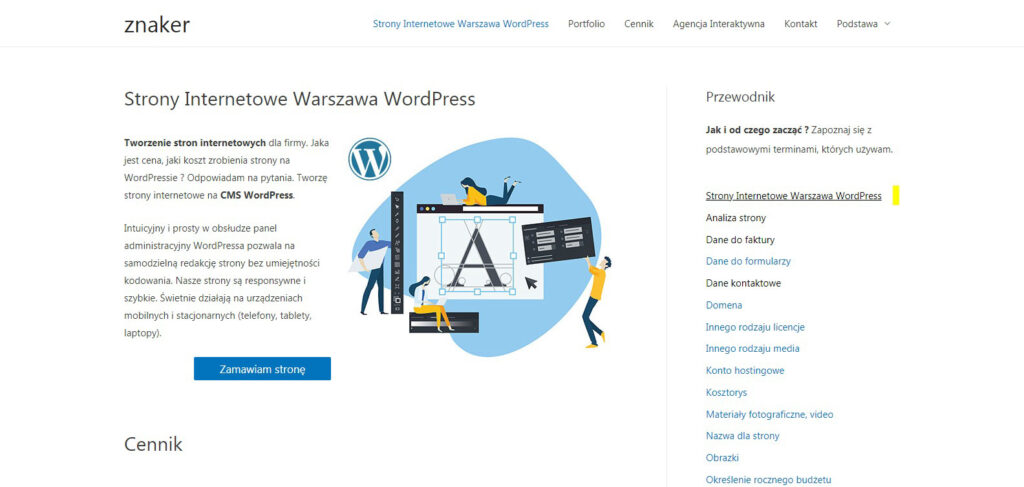 znaker
Strony Internetowe Warszawa WordPress
Portfolio
Cennik
Agencja Interaktywna
Kontakt
Podstawa
Strony Internetowe Warszawa WordPress
Tworzenie stron internetowych dla firmy. Jaka
jest cena, jaki koszt zrobienia strony na
WordPressie ? Odpowiadam na pytania. Tworzę
strony internetowe na CMS WordPress.
Intuicyjny i prosty w obsłudze panel
administracyjny WordPressa pozwala na
samodzielną redakcję strony bez umiejętności
kodowania. Nasze strony są responsywne i
szybkie. Świetnie działają na urządzeniach
mobilnych i stacjonarnych (telefony, tablety,
laptopy).
Zamawiam stronę
W
A
Cennik
Przewodnik
Jak i od czego zacząć ? Zapoznaj się z
podstawowymi terminami, których używam.
Strony Internetowe Warszawa WordPress
Analiza strony
Dane do faktury
Dane do formularzy
Dane kontaktowe
Domena
Innego rodzaju licencje
Innego rodzaju media
Konto hostingowe
Kosztorys
Materiały fotograficzne, video
Nazwa dla strony
Obrazki
Określenie rocznego budżetu